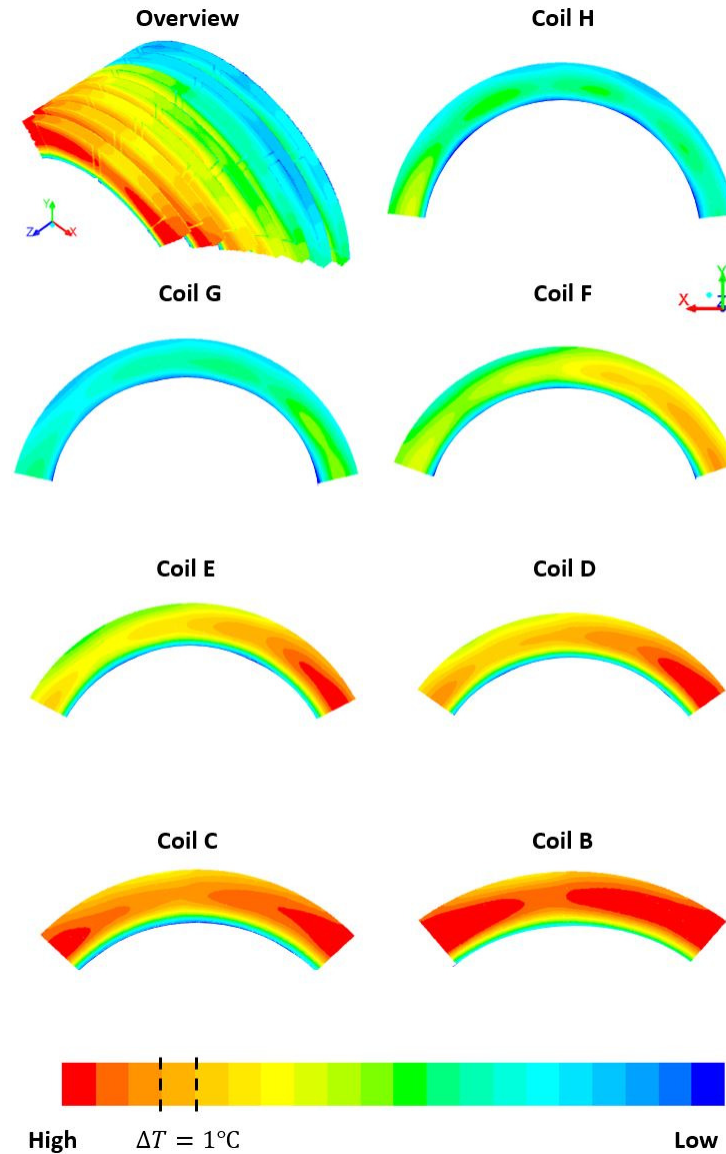 Overview
Coil H
Y
Z
X
Coil G
Coil F
Y
X
Z
Coil E
Coil D
Coil C
Coil B
High
ΔT = 1°C
Low